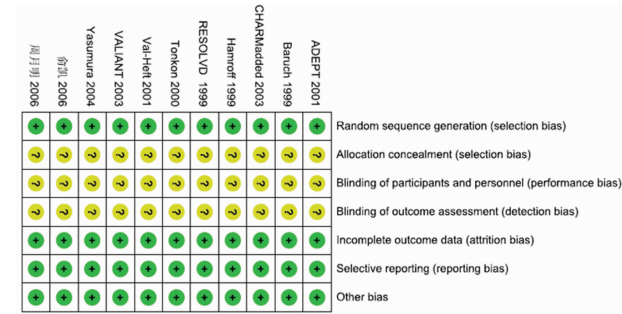 周月明 2006
2006
Yasumura 2004
VALIANT 2003
Val-Heft 2001
Tonkon 2000
RESOLVD 1999
Hamroff 1999
CHARMadded 2003
Baruch 1999
ADEPT 2001
+ + + + + + + + + + + Random sequence generation (selection bias)
? ? ? ? ? ? ? ? ? ? ? Allocation concealment (selection bias)
? ? ? ? ? ? ? ? ? ? ? Blinding of participants and personnel (performance bias)
? ? ? ? ? ? ? ? ? ? ? Blinding of outcome assessment (detection bias)
+ + + + + + + + + + + Incomplete outcome data (attrition bias)
+ + + + + + + + + + + Selective reporting (reporting bias)
+ + + + + + + + + + + Other bias